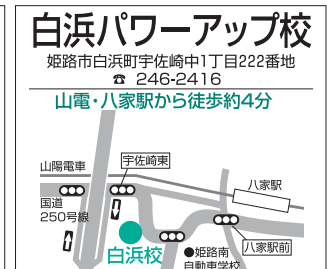 白浜パワーアップ校
姫路市白浜町宇佐崎中1丁目222番地
☎ 246-2416
山電・八家駅から徒歩約4分
山陽電車
宇佐崎東
八家駅
国道
250号線
白浜校
●姫路南
自動車学校
八家駅前